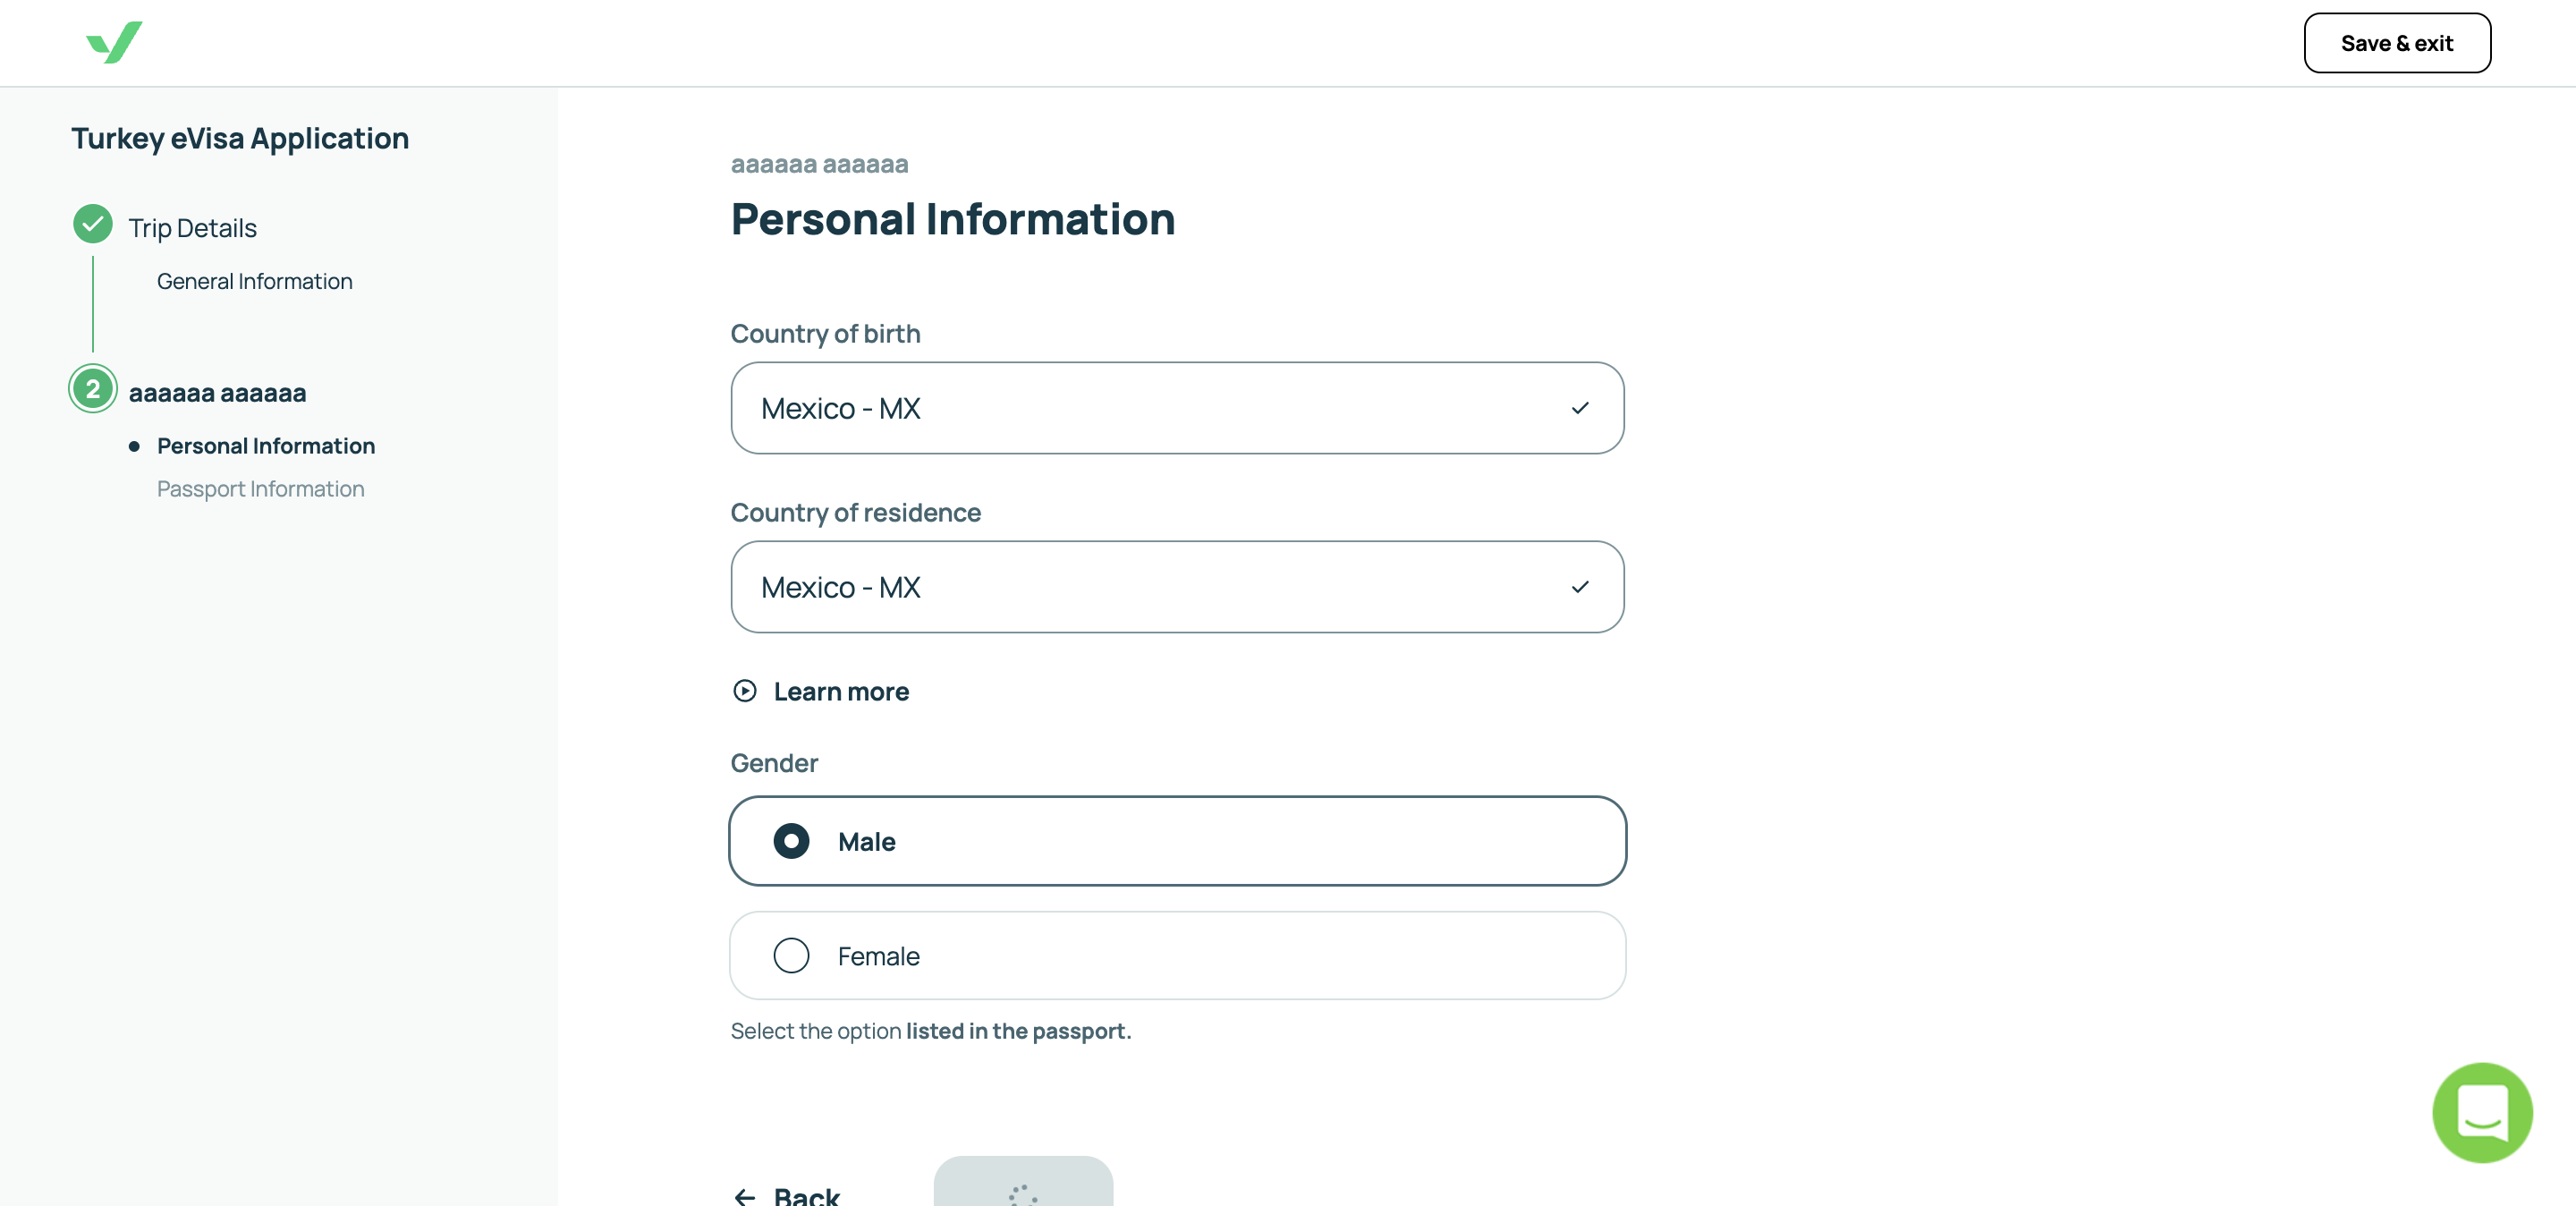 Save & exit
Turkey eVisa Application
Trip Details
General Information
2
aaaaaa aaaaaa
Personal Information
Passport Information
aaaaaa aaaaaa
Personal Information
Country of birth
Mexico - MX
Country of residence
Mexico - MX
Learn more
Gender
Male
Female
Select the option listed in the passport.
Back